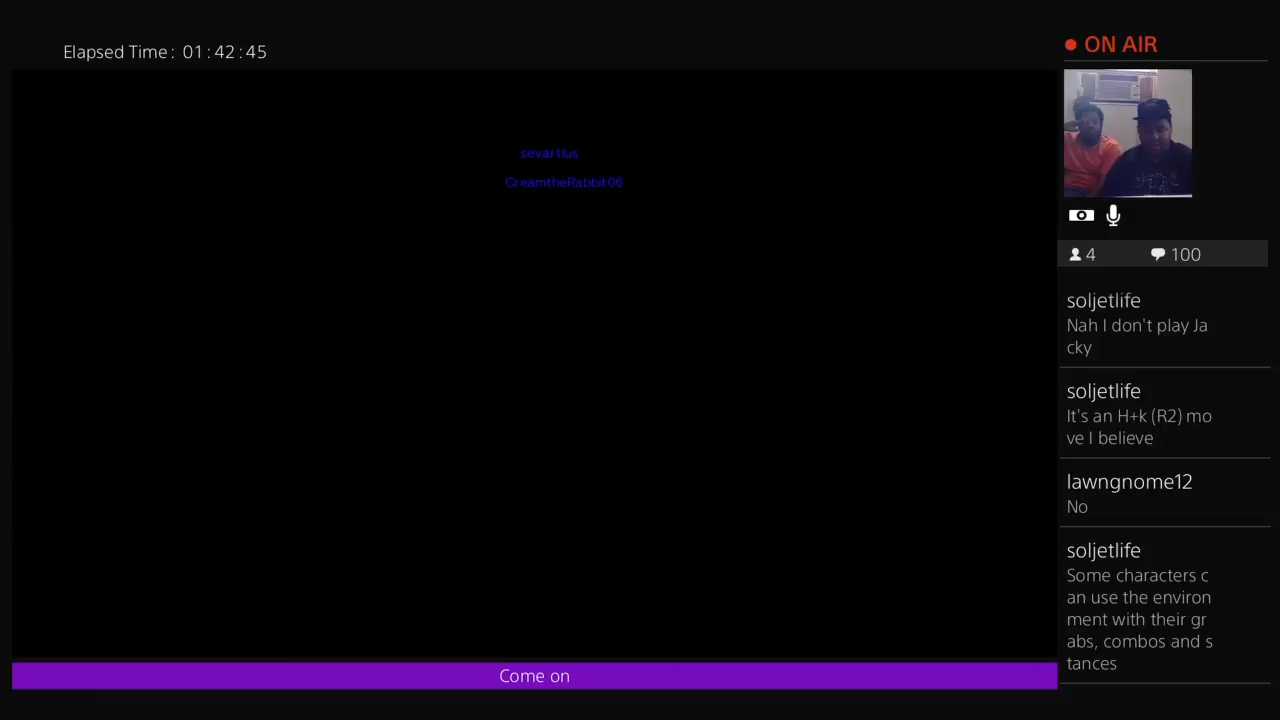 Elapsed Time: 01:42:45
ON AIR
sevartius
CreamtheRabbit06
4 100
soljetlife
Nah I don't play Ja
cky
soljetlife
It's an H+k (R2) mo
ve I believe
lawngnome12
No
soljetlife
Some characters c
an use the environ
ment with their gr
abs, combos and s
tances
Come on